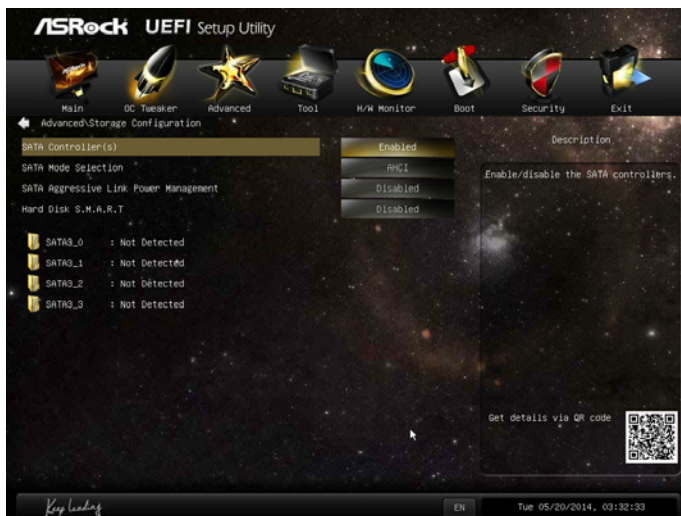 ASRock UEFI Setup Utility
Main OC Tweaker Advanced Tool H/W Monitor Boot Security Exit
Advanced\Storage Configuration
SATA Controller(s) Enabled
SATA Mode Selection AHCI
SATA Aggressive Link Power Management Disabled
Hard Disk S.M.A.R.T Disabled
SATA3_0 : Not Detected
SATA3_1 : Not Detected
SATA3_2 : Not Detected
SATA3_3 : Not Detected
Description
Enable/disable the SATA controllers.
Get details via QR code
Keep Leading
EN
Tue 05/20/2014, 03:32:33